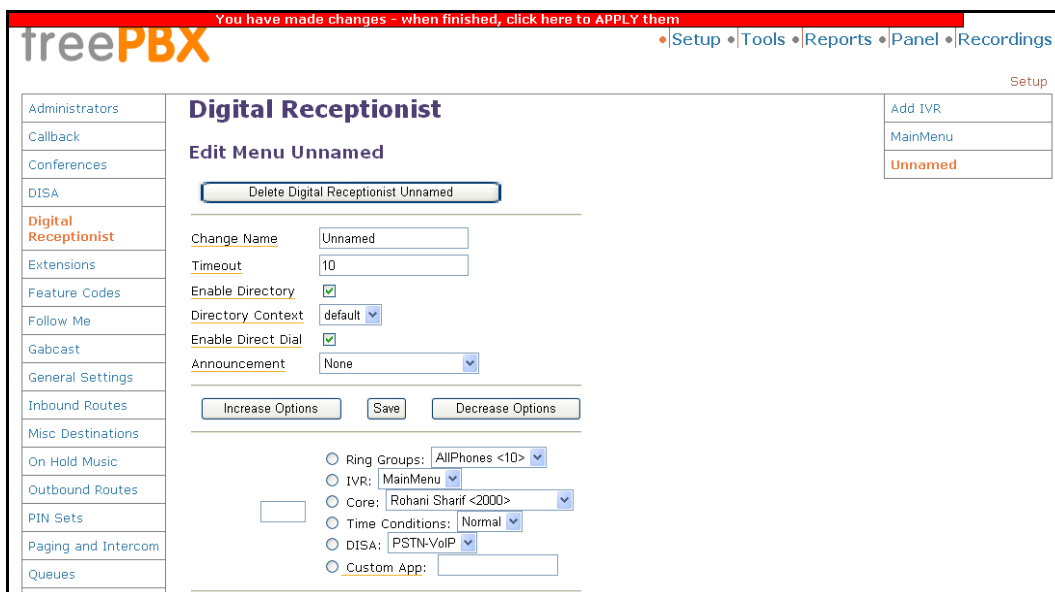 You have made changes - when finished, click here to APPLY them
freePBX
Setup Tools Reports Panel Recordings
Setup
Administrators
Callback
Conferences
DISA
Digital
Receptionist
Extensions
Feature Codes
Follow Me
Gabcast
General Settings
Inbound Routes
Misc Destinations
On Hold Music
Outbound Routes
PIN Sets
Paging and Intercom
Queues
Digital Receptionist
Edit Menu Unnamed
Delete Digital Receptionist Unnamed
Change Name Unnamed
Timeout 10
Enable Directory
Directory Context default
Enable Direct Dial
Announcement None
Increase Options Save Decrease Options
Ring Groups: AllPhones <10>
IVR: MainMenu
Core: Rohani Sharif <2000>
Time Conditions: Normal
DISA: PSTN-VoIP
Custom App:
Add IVR
MainMenu
Unnamed